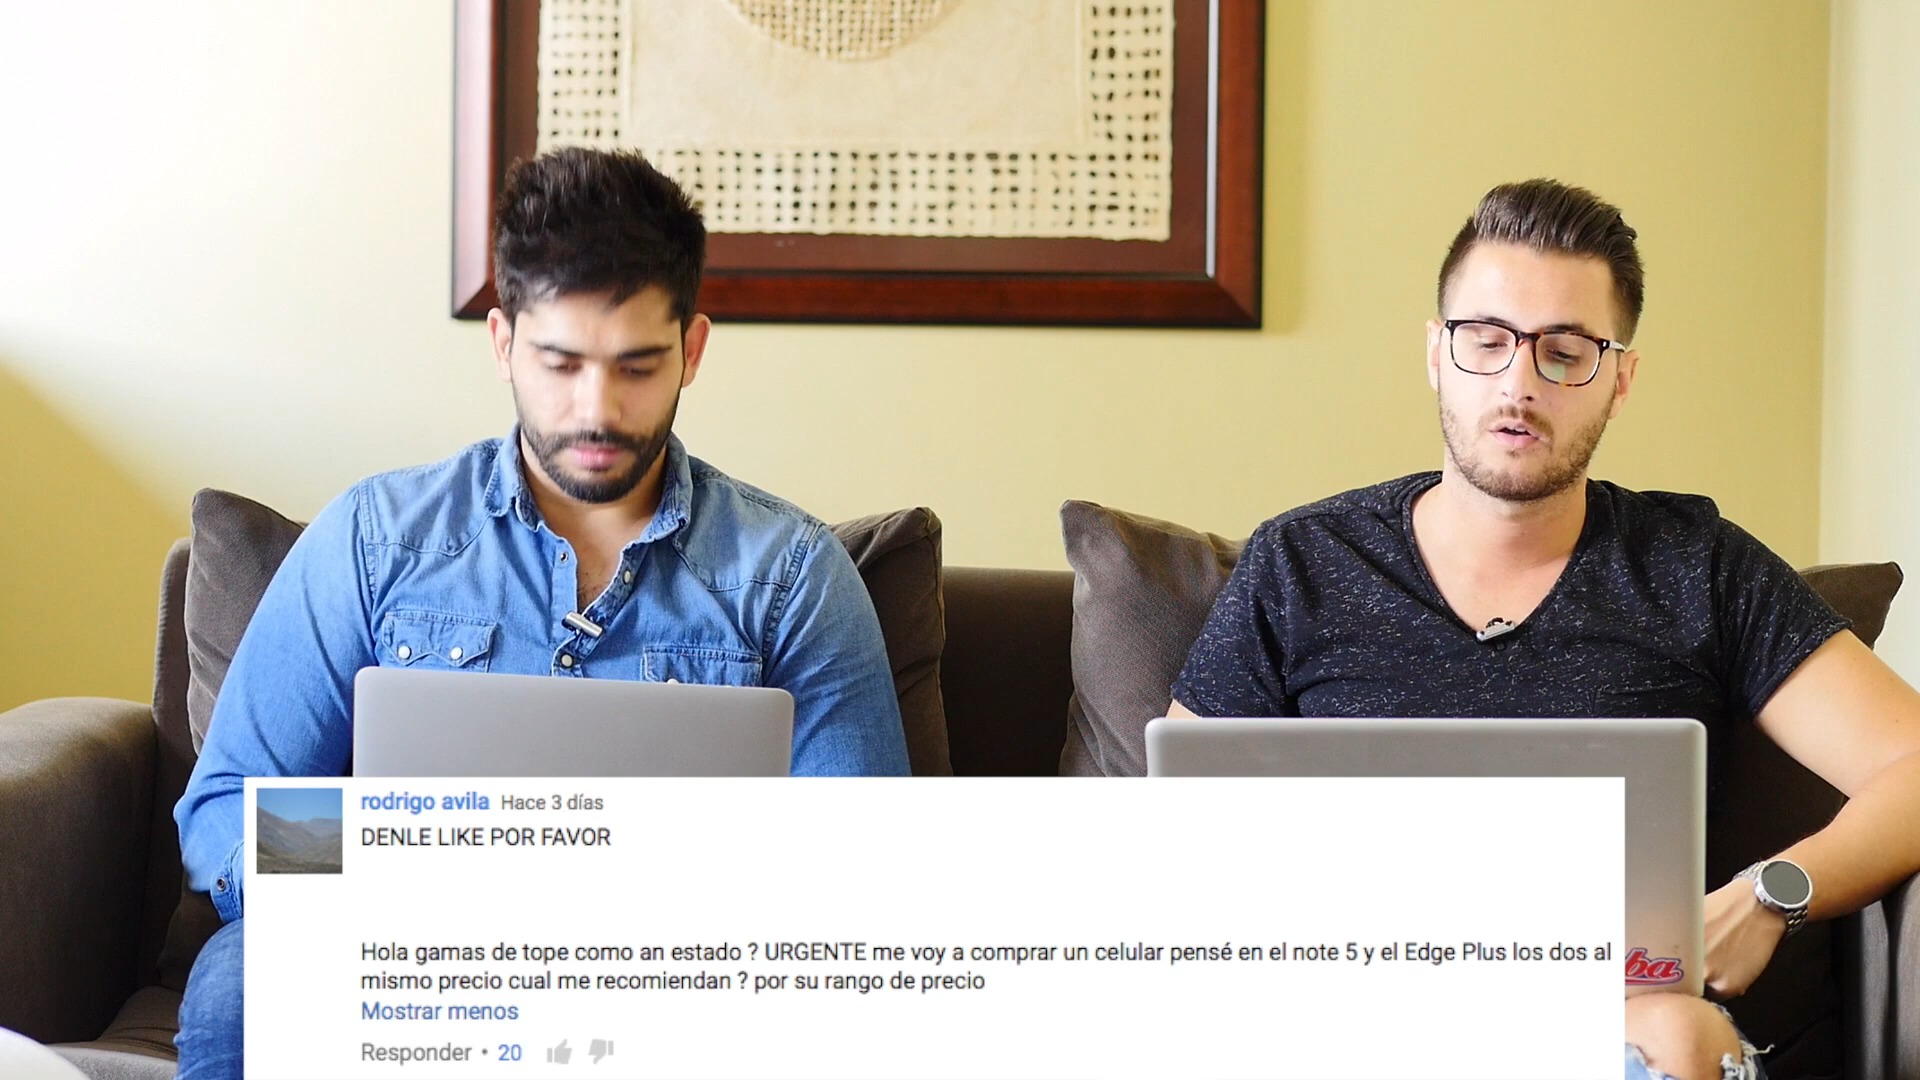 rodrigo avila Hace 3 días
DENLE LIKE POR FAVOR
Hola gamas de tope como an estado ? URGENTE me voy a comprar un celular pensé en el note 5 y el Edge Plus los dos al
mismo precio cual me recomiendan ? por su rango de precio
Mostrar menos
Responder • 20
ba